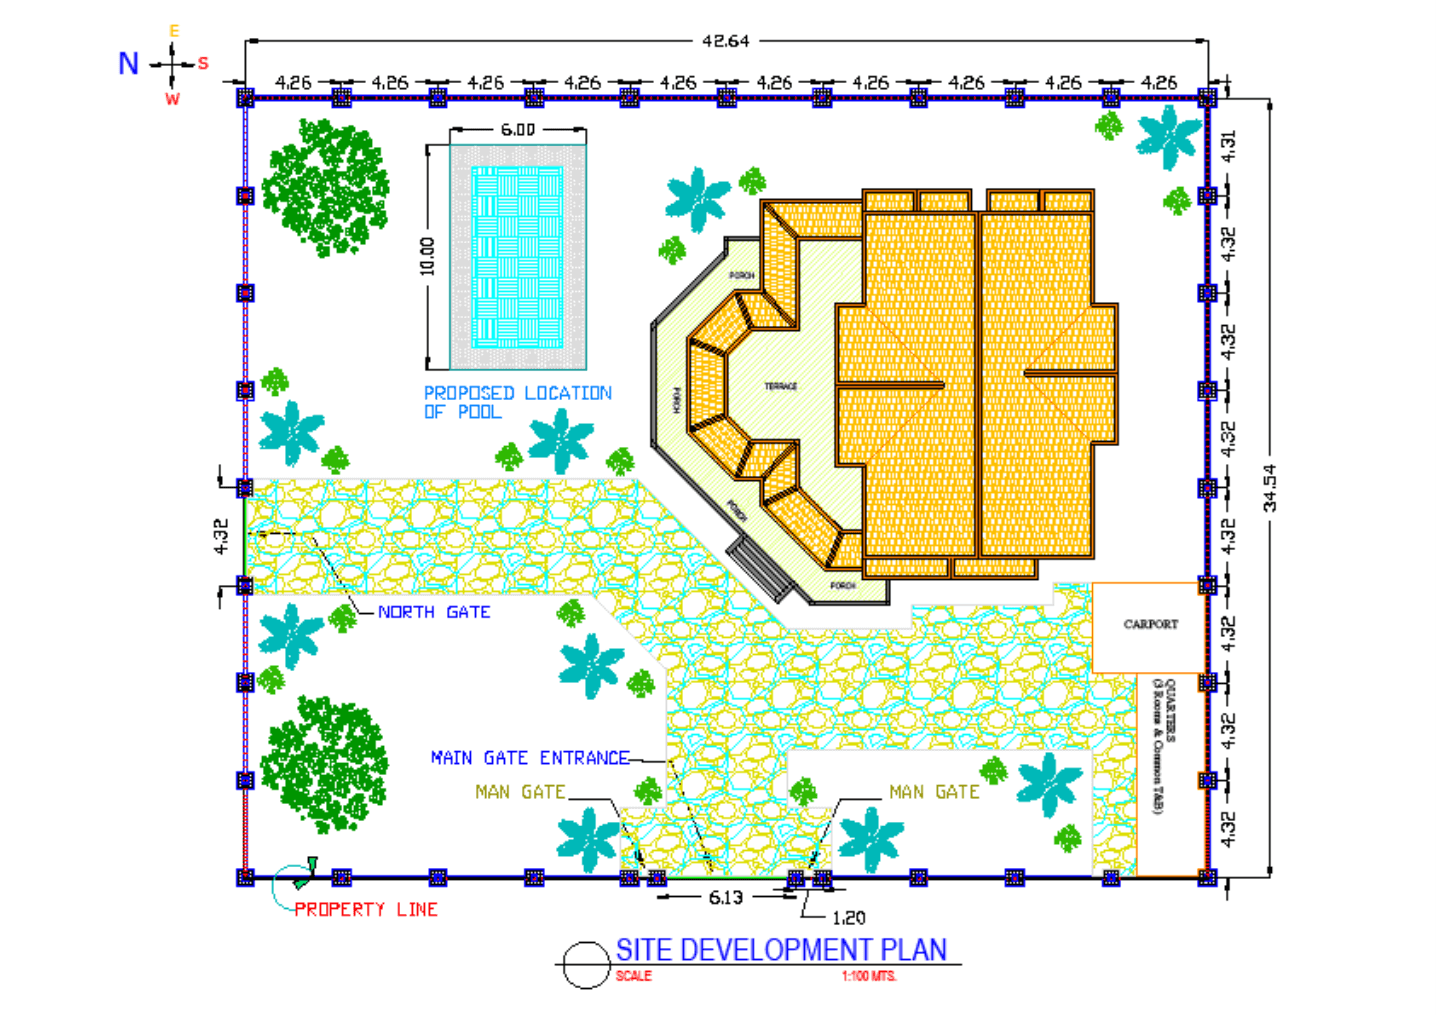 E
N
S
W
42.64
4.26 4.26 4.26 4.26 4.26 4.26 4.26 4.26 4.26 4.26
6.00
10.00
4.31
4.32
4.32
4.32
4.32
4.32
4.32
4.32
34.54
PORCH
PORCH
TERRACE
PORCH
PORCH
PROPOSED LOCATION
OF POOL
4.32
NORTH GATE
CARPORT
QUARTERS
(3 Rooms & Common T&B)
MAIN GATE ENTRANCE
MAN GATE
MAN GATE
PROPERTY LINE
6.13
1.20
SITE DEVELOPMENT PLAN
SCALE 1:100 MTS.